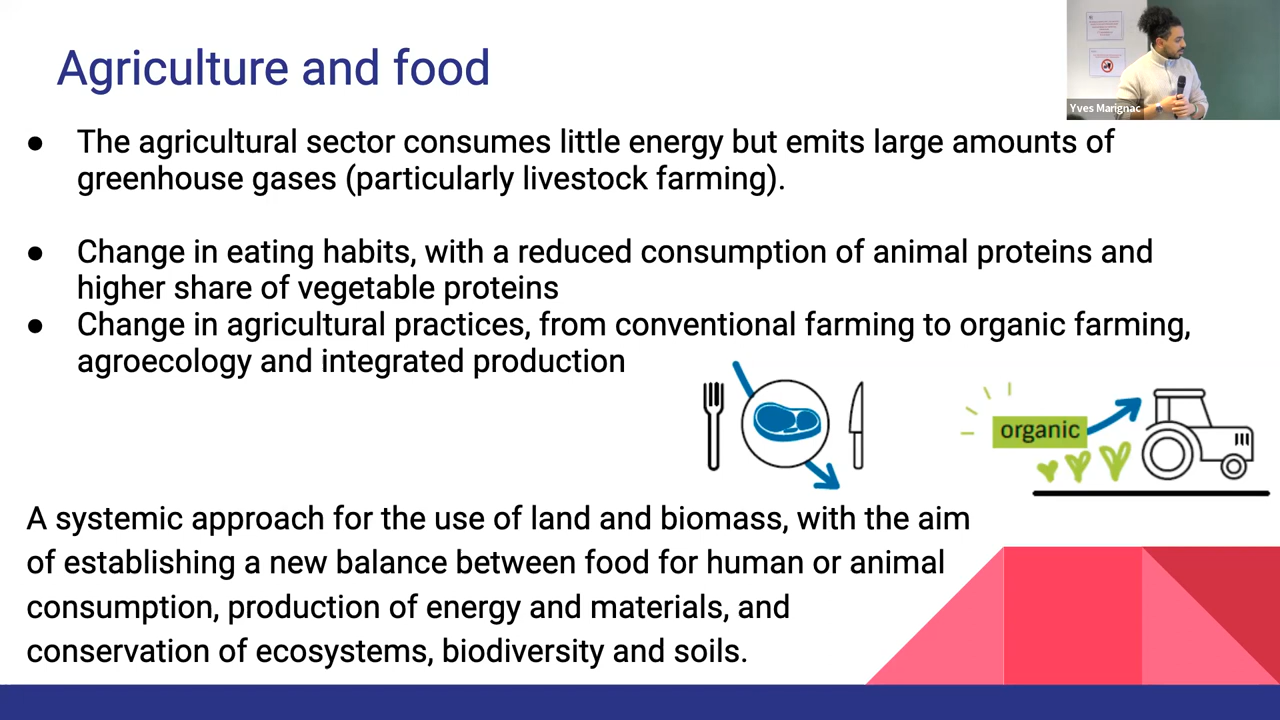 Agriculture and food
Yves Marignac
● The agricultural sector consumes little energy but emits large amounts of
greenhouse gases (particularly livestock farming).
● Change in eating habits, with a reduced consumption of animal proteins and
higher share of vegetable proteins
● Change in agricultural practices, from conventional farming to organic farming,
agroecology and integrated production
organic
A systemic approach for the use of land and biomass, with the aim
of establishing a new balance between food for human or animal
consumption, production of energy and materials, and
conservation of ecosystems, biodiversity and soils.